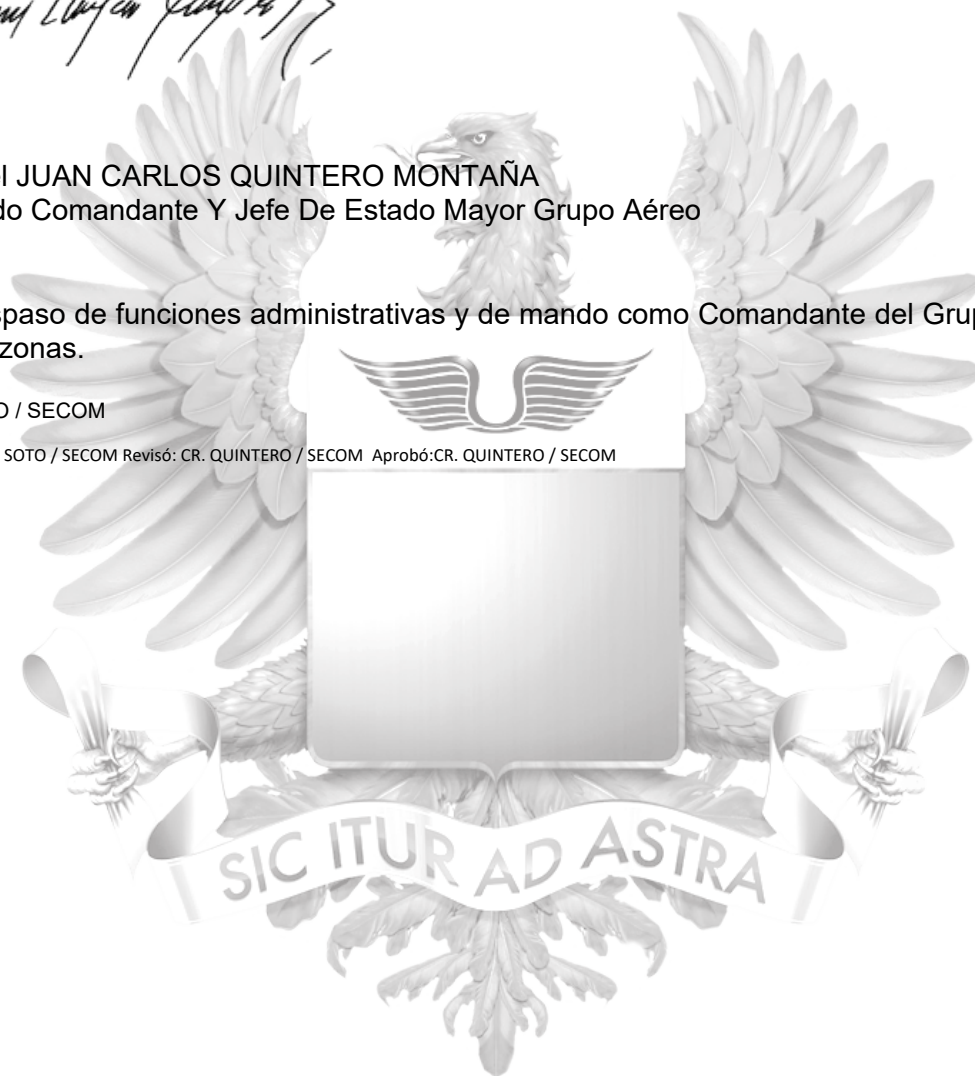 l JUAN CARLOS QUINTERO MONTAÑA
do Comandante Y Jefe De Estado Mayor Grupo Aéreo
spaso de funciones administrativas y de mando como Comandante del Grup
zonas.
O / SECOM
SOTO / SECOM Revisó: CR. QUINTERO / SECOM Aprobó:CR. QUINTERO / SECOM
SIC ITUR AD ASTRA